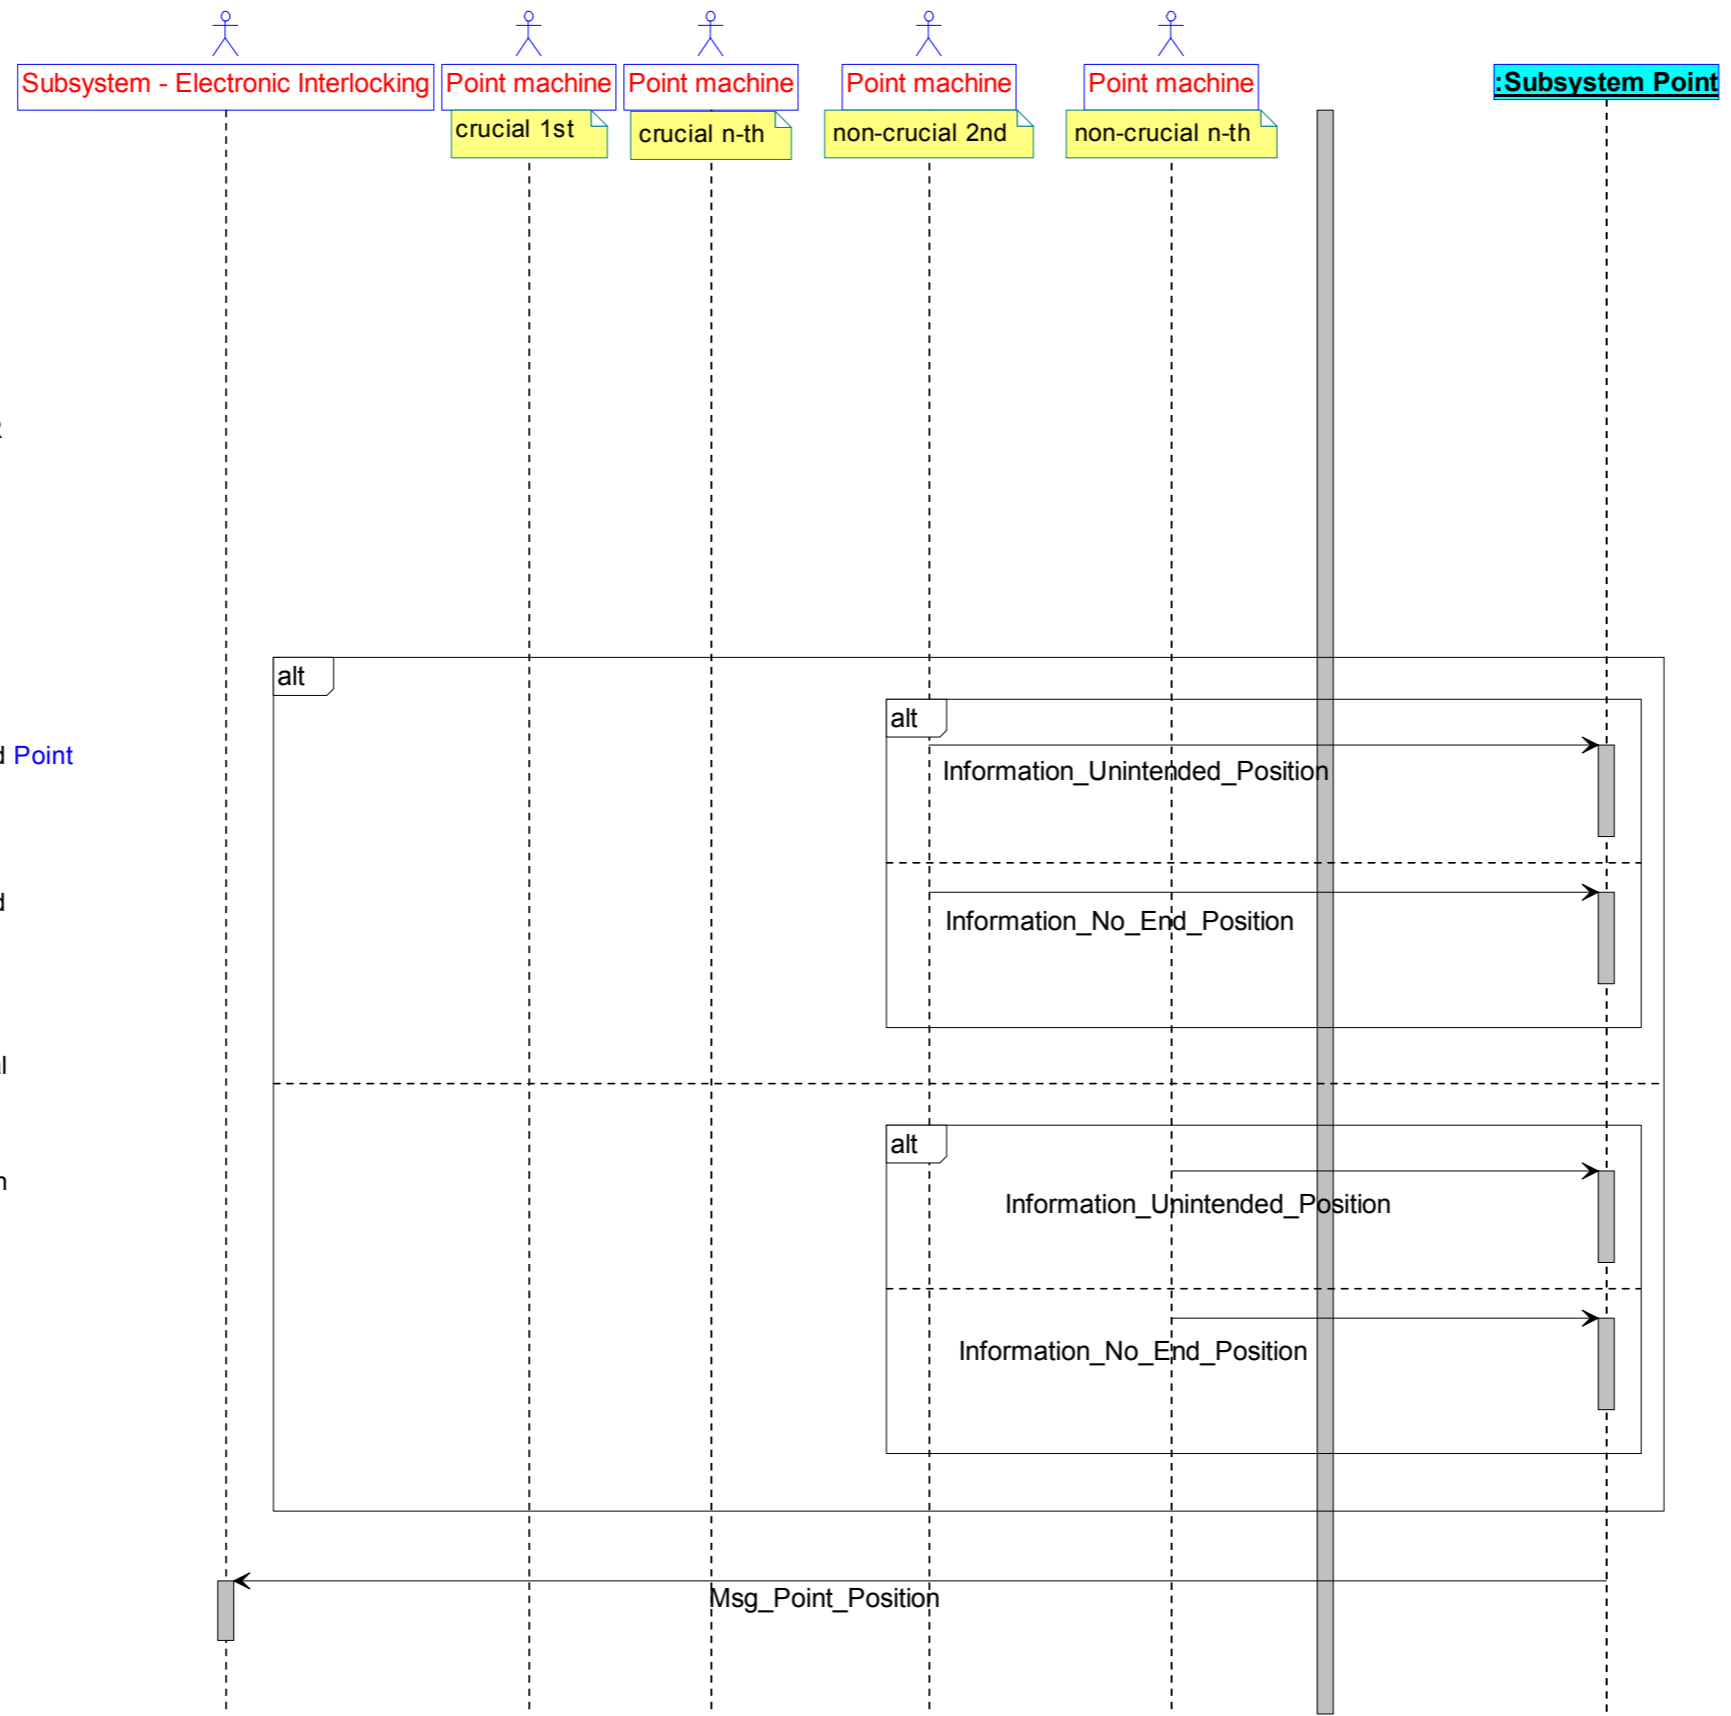 Subsystem - Electronic Interlocking
Point machine
Point machine
Point machine
Point machine
:Subsystem Point
crucial 1st
crucial n-th
non-crucial 2nd
non-crucial n-th
alt
alt
Point
Information_Unintended_Position
Information_No_End_Position
alt
Information_Unintended_Position
Information_No_End_Position
Msg_Point_Position